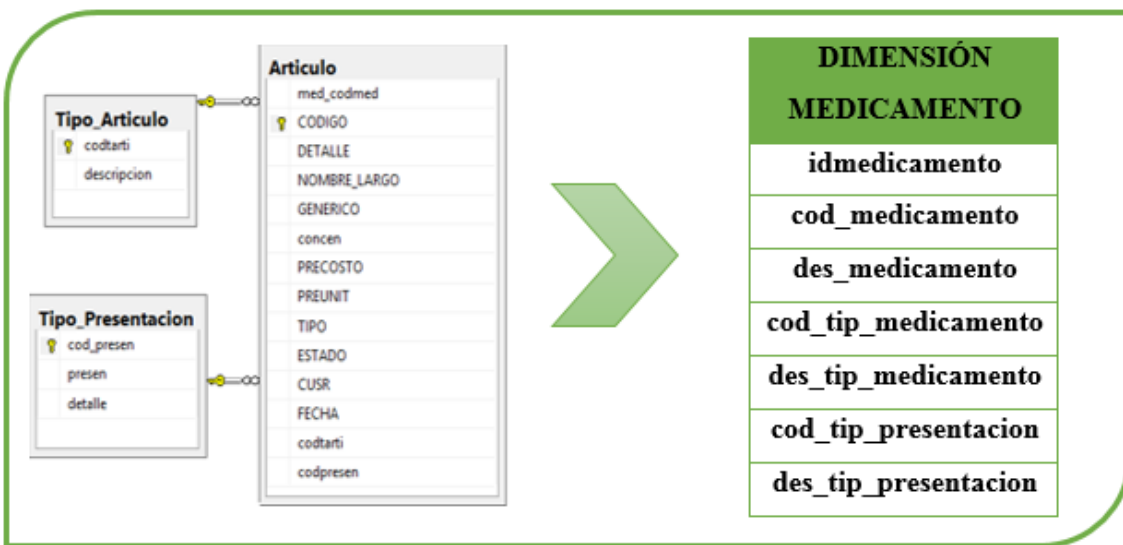 Tipo_Articulo
codtarti
descripcion
Tipo_Presentacion
cod_presen
presen
detalle
Articulo
med_codmed
CODIGO
DETALLE
NOMBRE_LARGO
GENERICO
concen
PRECOSTO
PREUNIT
TIPO
ESTADO
CUSR
FECHA
codtarti
codpresen
DIMENSIÓN
MEDICAMENTO
idmedicamento
cod_medicamento
des_medicamento
cod_tip_medicamento
des_tip_medicamento
cod_tip_presentacion
des_tip_presentacion